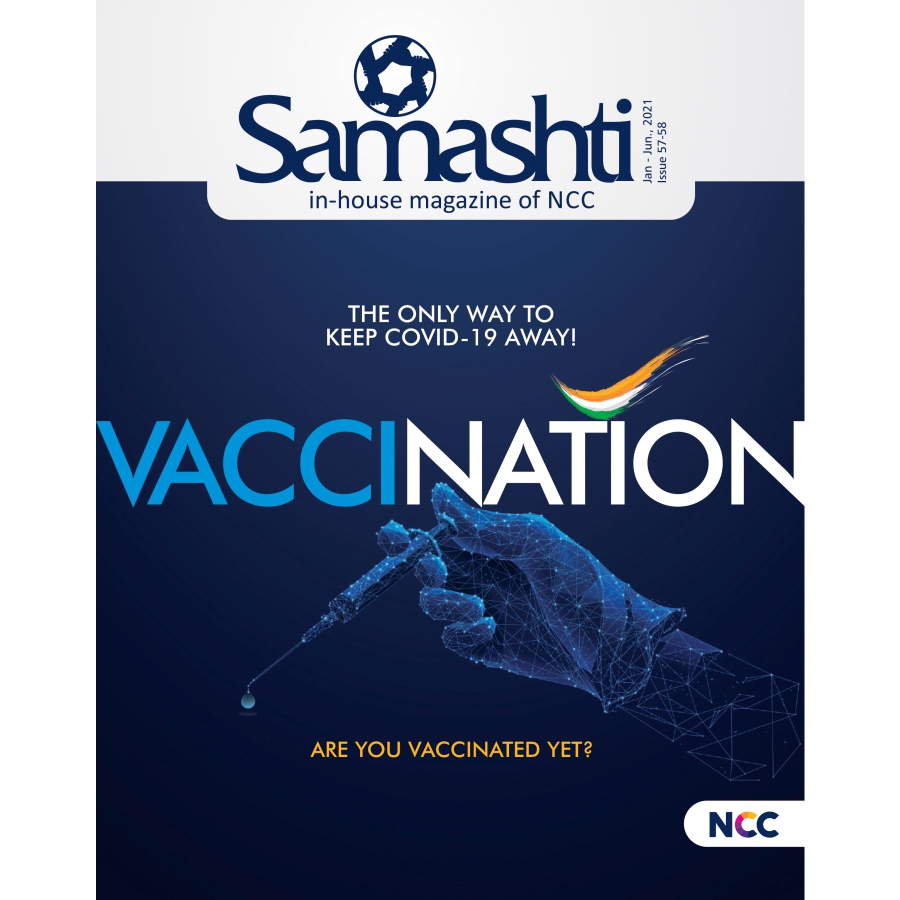 Samashti
Jan - Jun., 2021
Issue 57-58
in-house magazine of NCC
THE ONLY WAY TO
KEEP COVID-19 AWAY!
VACCINATION
ARE YOU VACCINATED YET?
NCC